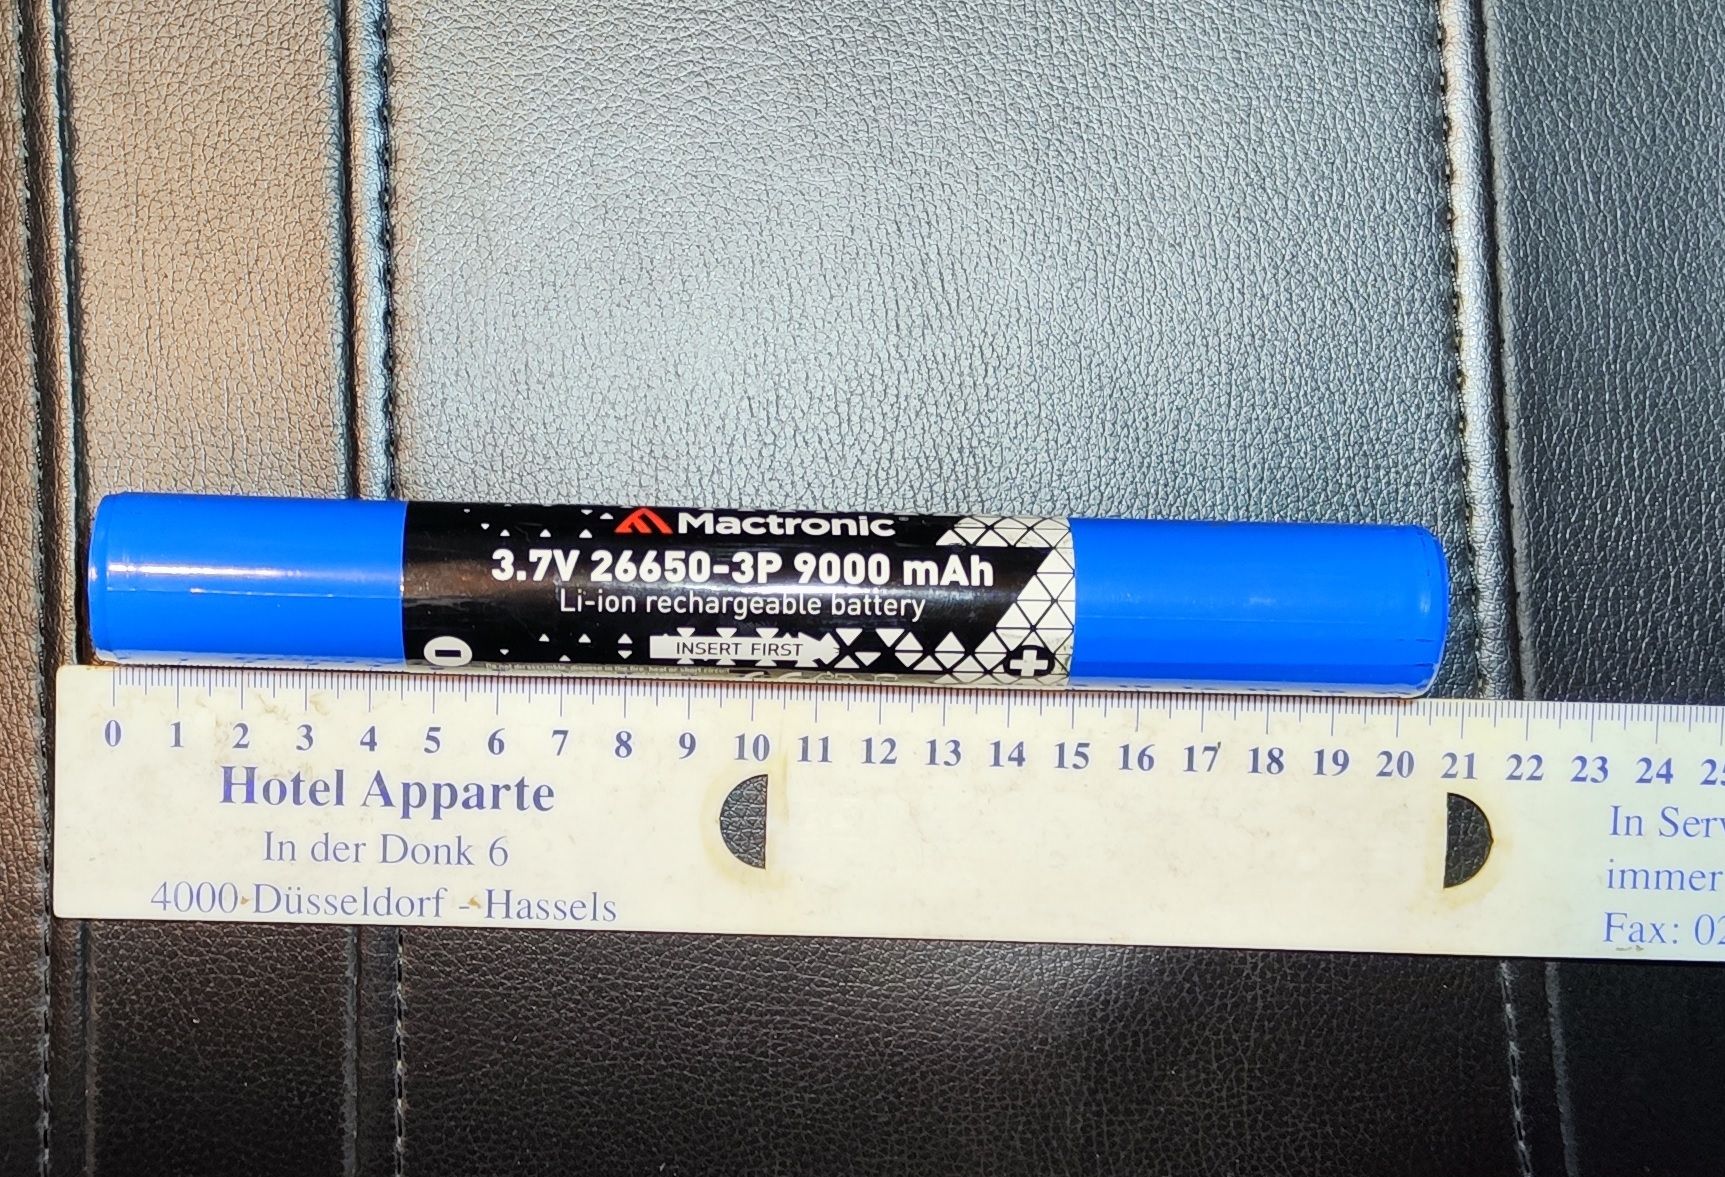 Mactronic
3.7V 26650-3P 9000 mAh
Li-ion rechargeable battery
INSERT FIRST
0 1 2 3 4 5 6 7 8 9 10 11 12 13 14 15 16 17 18 19 20 21 22 23 24
Hotel Apparte
In der Donk 6
4000 Düsseldorf - Hassels
In
immer
Fax: 02